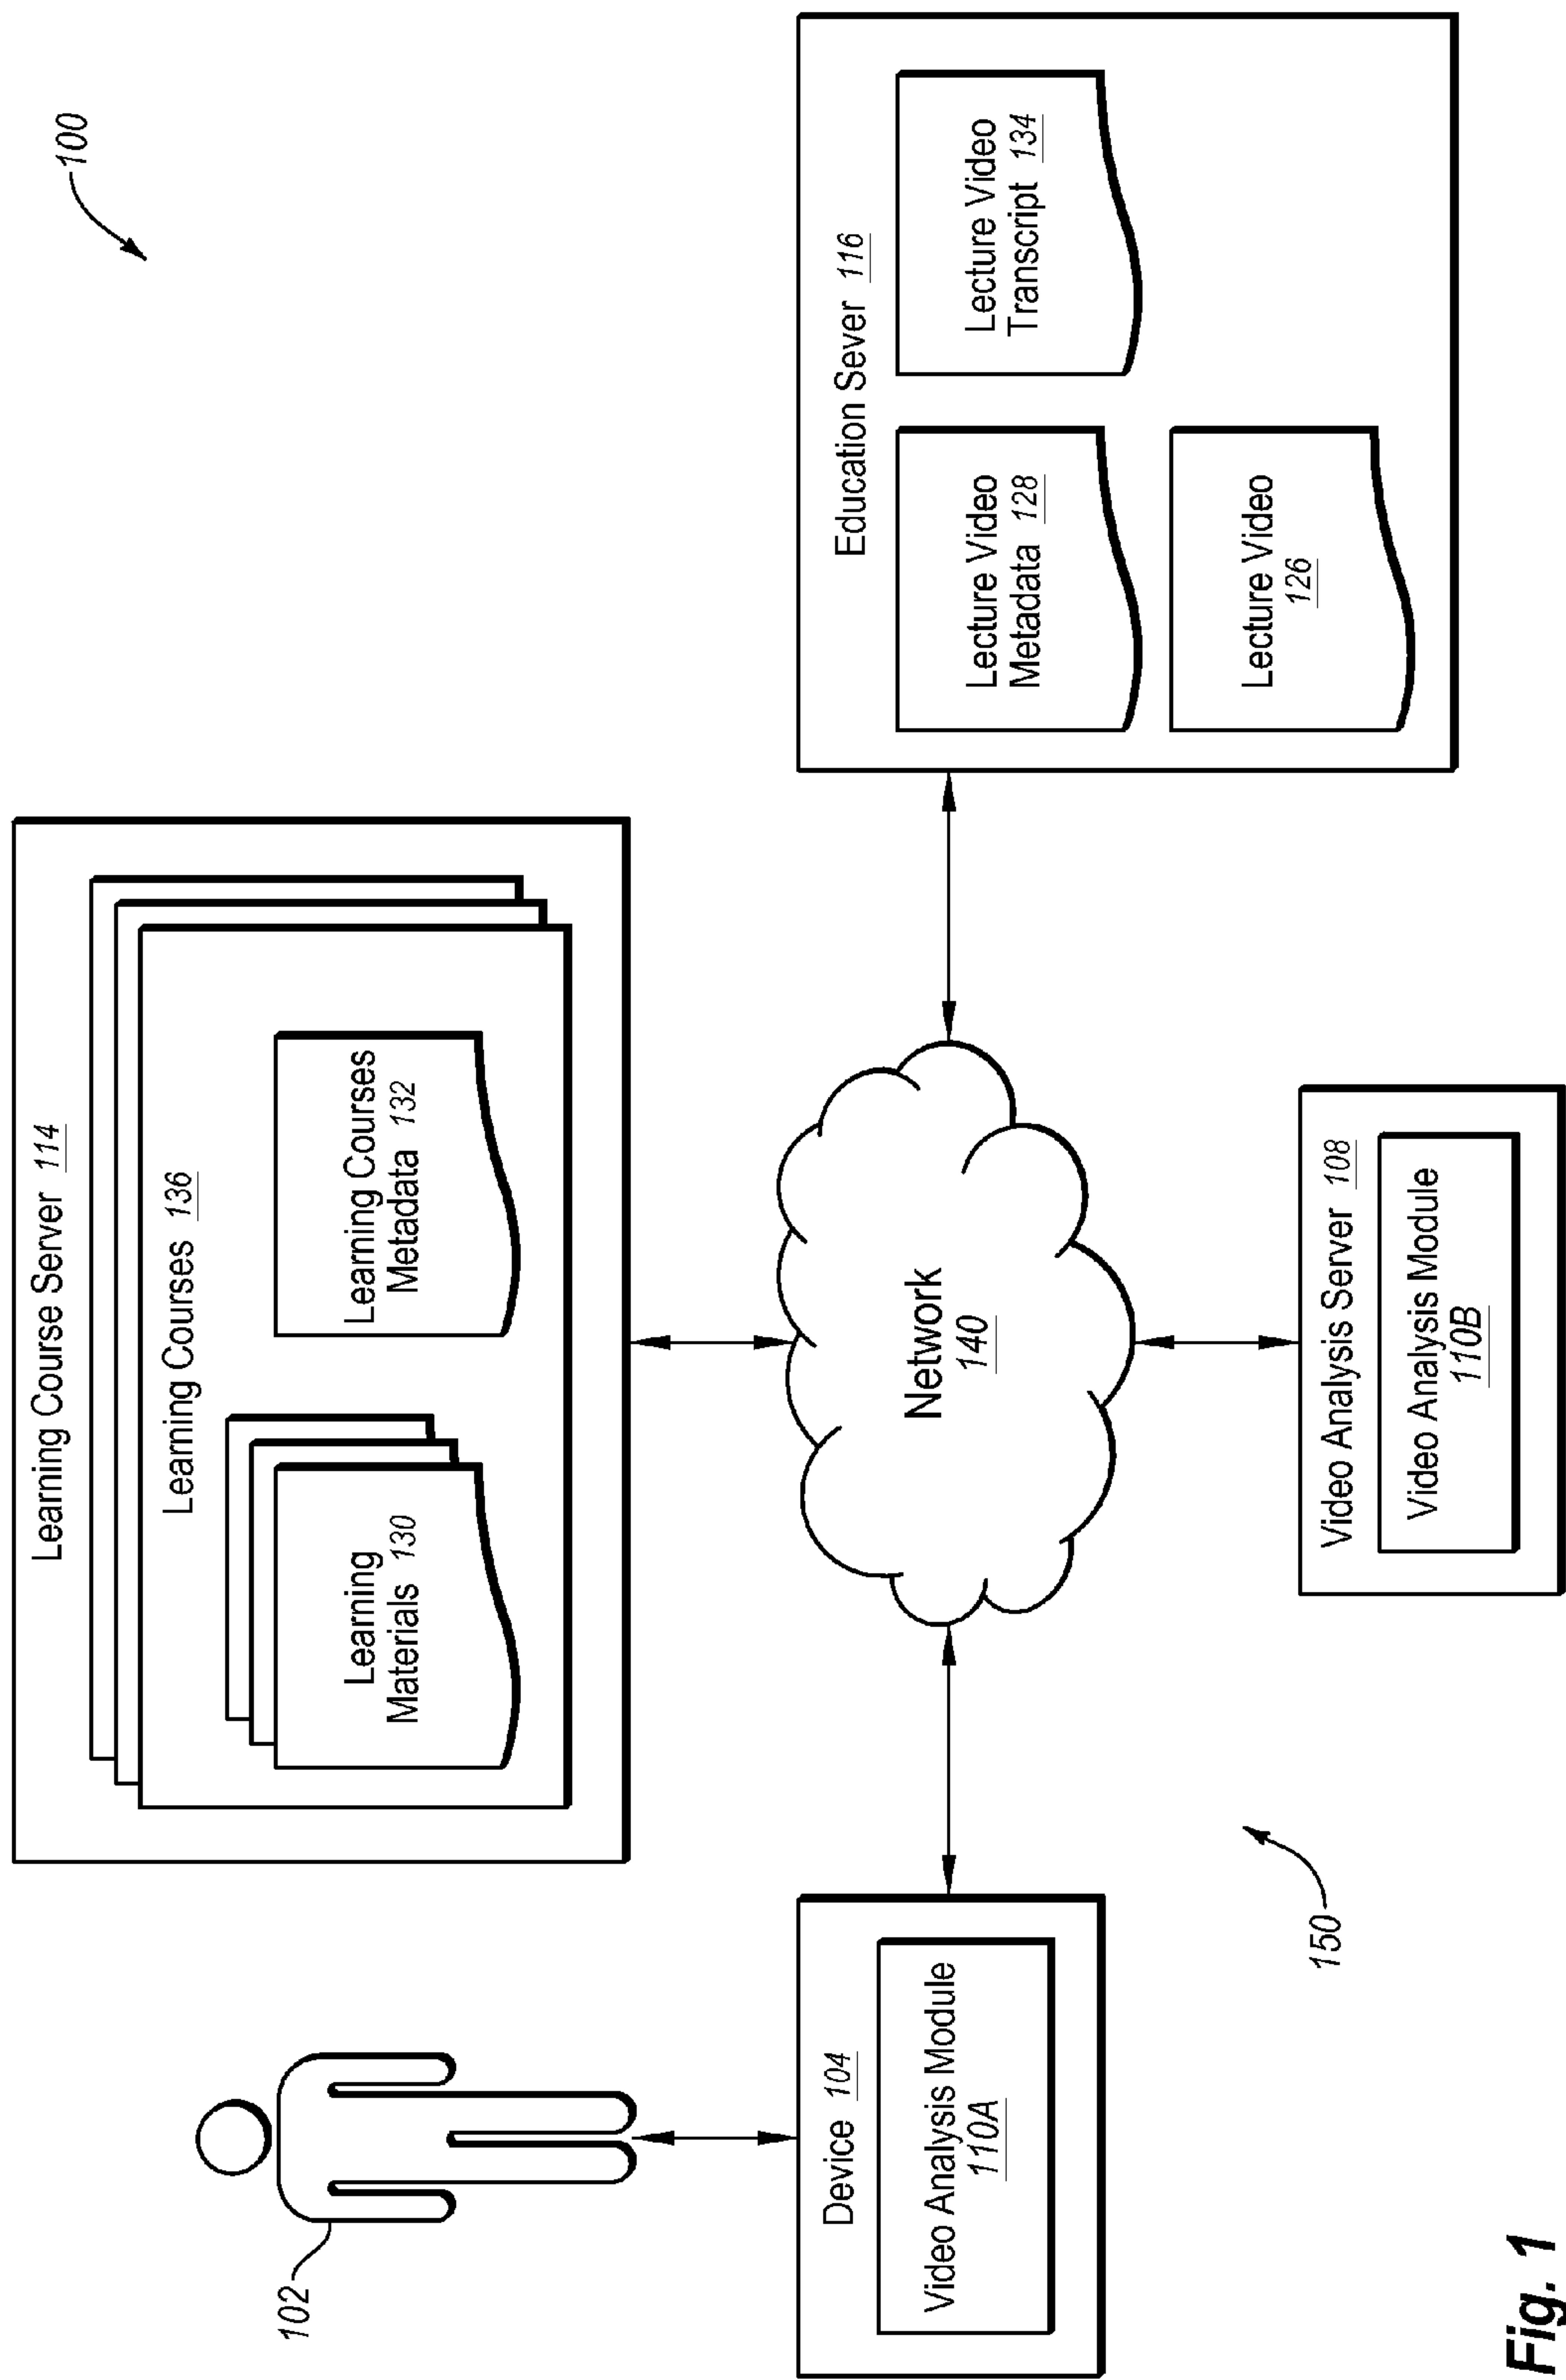 100
Learning Course Server 114
Learning Courses 136
Learning
Materials 130
Learning Courses
Metadata 132
102
Device 104
Video Analysis Module
110A
Network
140
Education Sever 116
Lecture Video
Metadata 128
Lecture Video
Transcript 134
Lecture Video
126
150
Video Analysis Server 108
Video Analysis Module
110B
Fig. 1